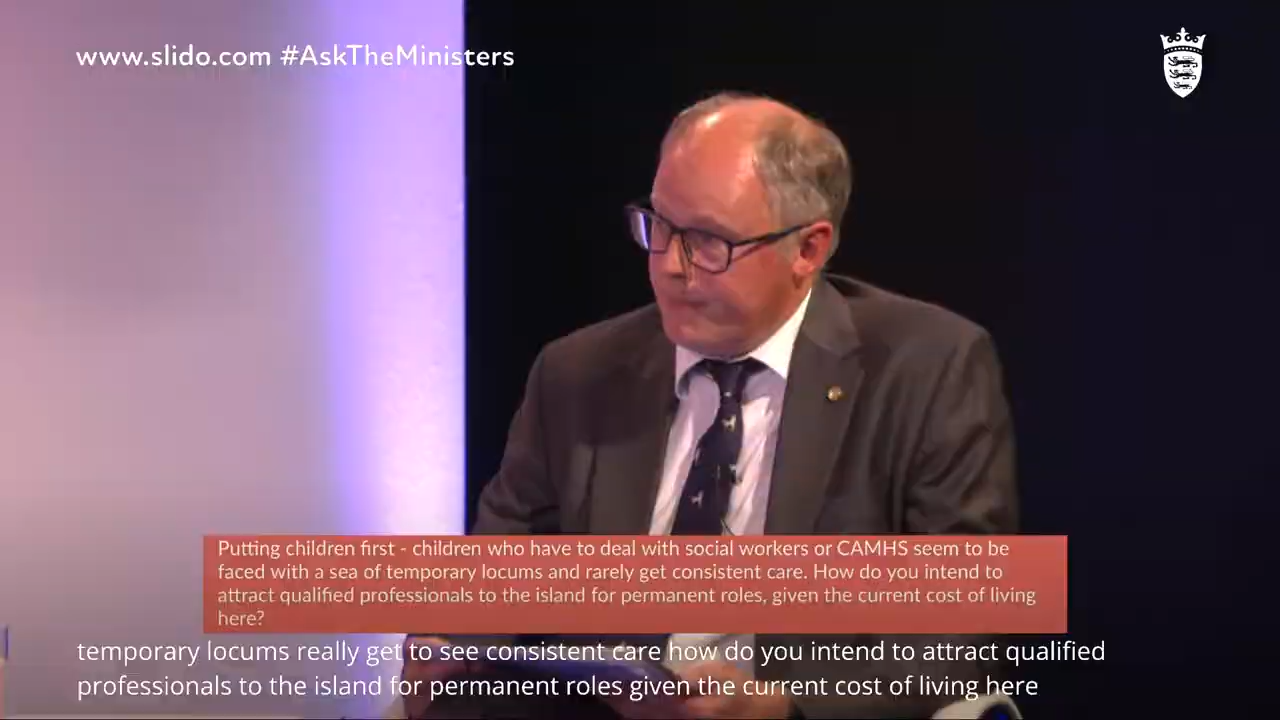 www.slido.com #AskTheMinisters
Putting children first - children who have to deal with social workers or CAMHS seem to be
faced with a sea of temporary locums and rarely get consistent care. How do you intend to
attract qualified professionals to the island for permanent roles, given the current cost of living
here?
temporary locums really get to see consistent care how do you intend to attract qualified
professionals to the island for permanent roles given the current cost of living here